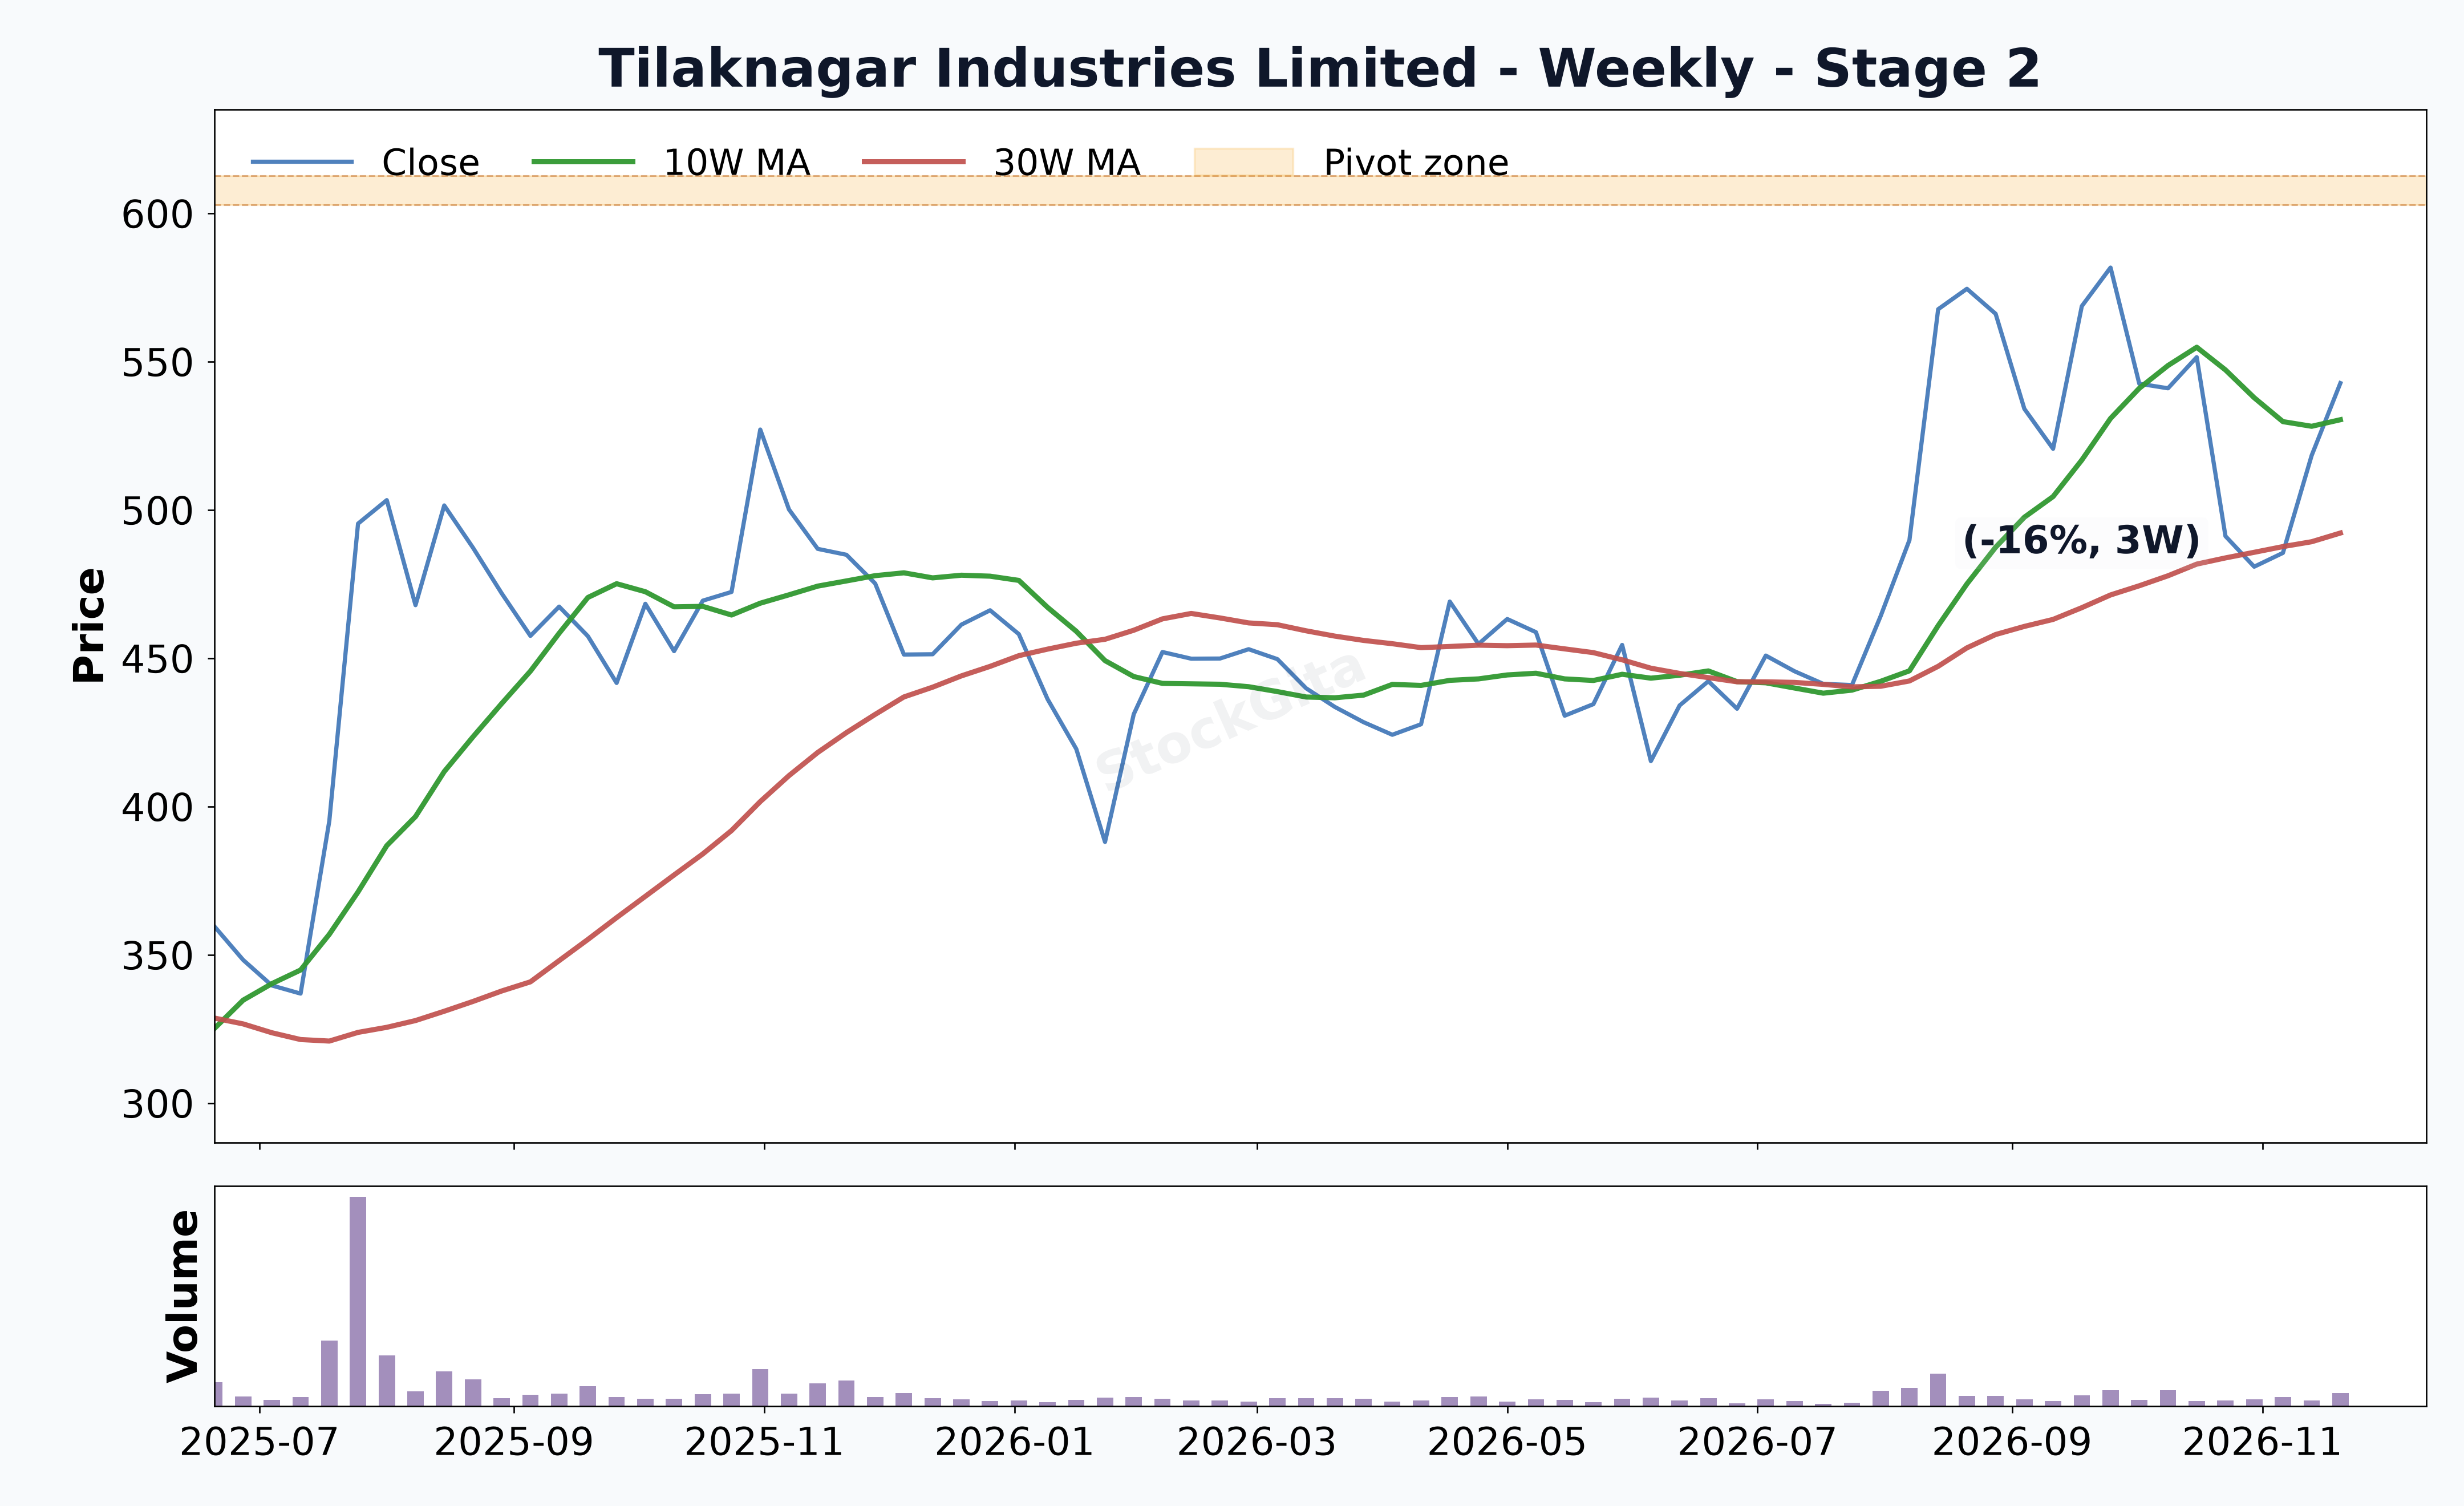 Tilaknagar Industries Limited - Weekly - Stage 2
Close 10W MA 30W MA Pivot zone
600
550
500
450
400
350
300
Price
(-16%, 3W)
StockGita
Volume
2025-07 2025-09 2025-11 2026-01 2026-03 2026-05 2026-07 2026-09 2026-11